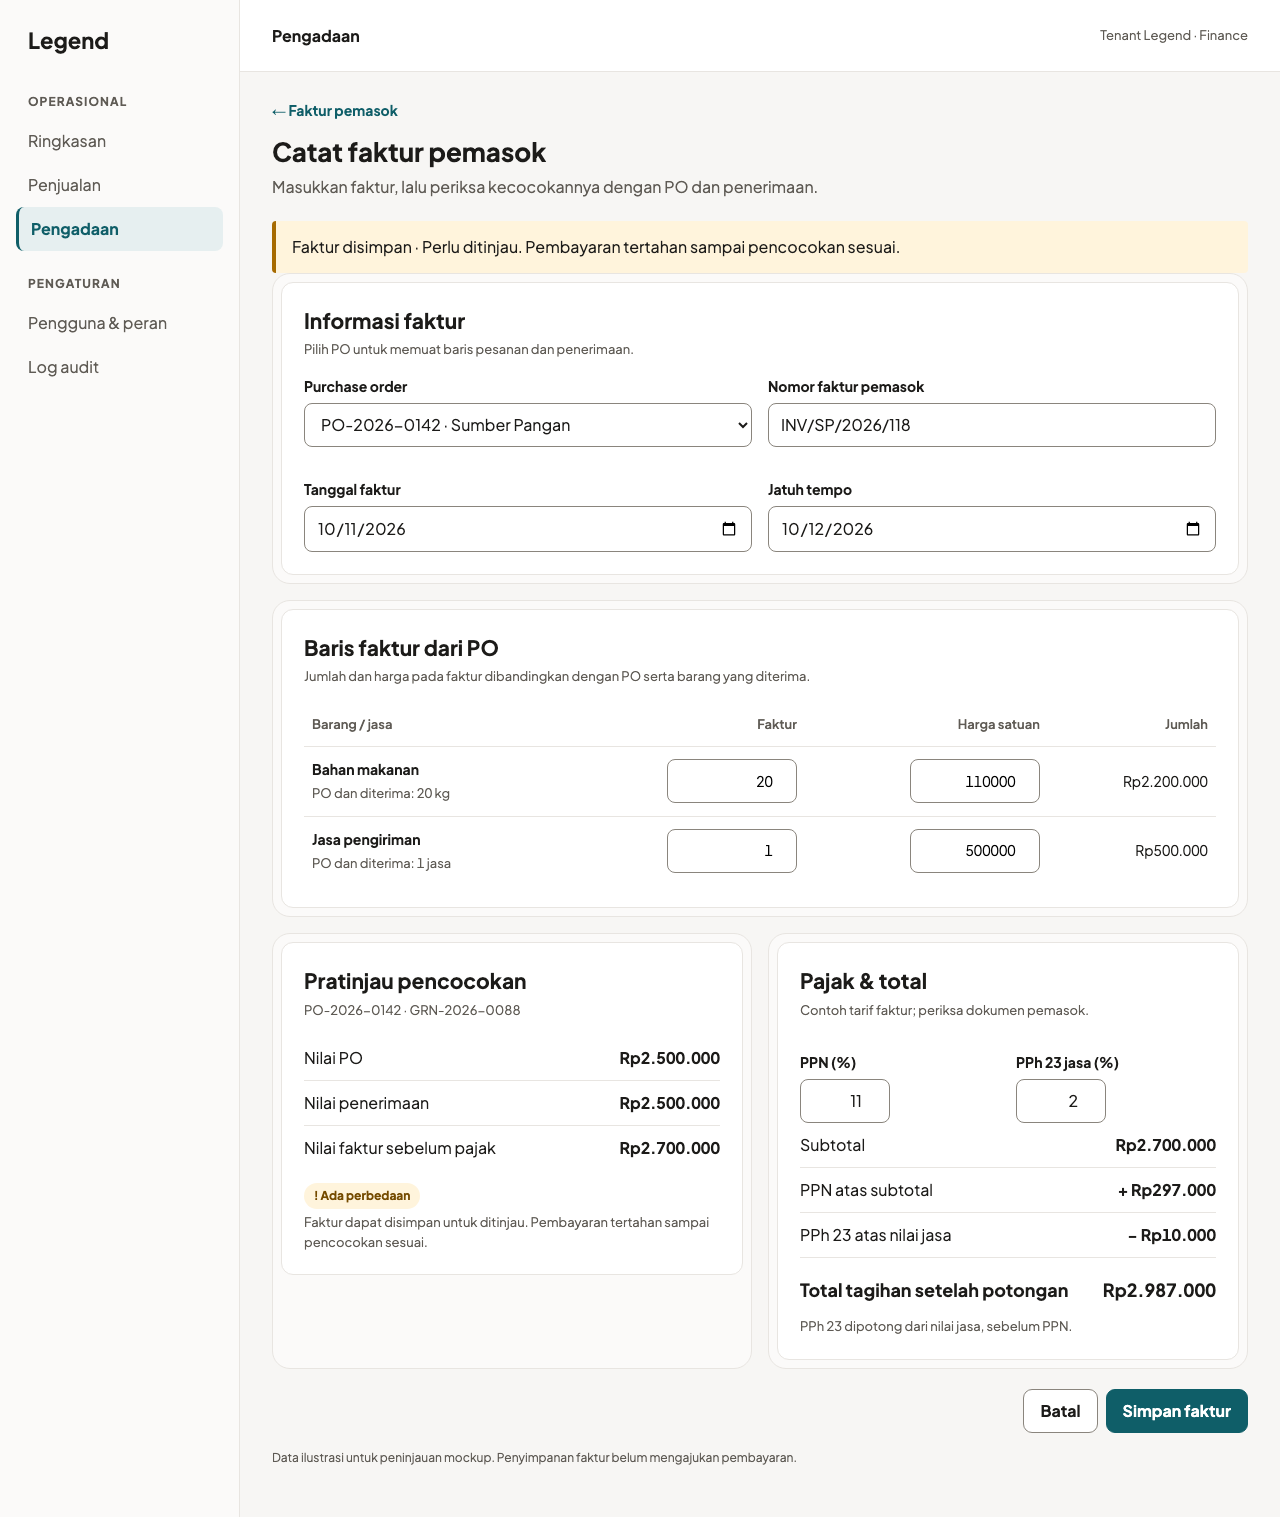 Legend
OPERASIONAL
Ringkasan
Penjualan
Pengadaan
PENGATURAN
Pengguna & peran
Log audit
Pengadaan
Tenant Legend · Finance
← Faktur pemasok
Catat faktur pemasok
Masukkan faktur, lalu periksa kecocokannya dengan PO dan penerimaan.
Faktur disimpan · Perlu ditinjau. Pembayaran tertahan sampai pencocokan sesuai.
Informasi faktur
Pilih PO untuk memuat baris pesanan dan penerimaan.
Purchase order
Nomor faktur pemasok
PO-2026-0142 · Sumber Pangan
INV/SP/2026/118
Tanggal faktur
Jatuh tempo
10/11/2026
10/12/2026
Baris faktur dari PO
Jumlah dan harga pada faktur dibandingkan dengan PO serta barang yang diterima.
Barang / jasa Faktur Harga satuan Jumlah
Bahan makanan
PO dan diterima: 20 kg
20 110000 Rp2.200.000
Jasa pengiriman
PO dan diterima: 1 jasa
1 500000 Rp500.000
Pratinjau pencocokan
PO-2026-0142 · GRN-2026-0088
Nilai PO Rp2.500.000
Nilai penerimaan Rp2.500.000
Nilai faktur sebelum pajak Rp2.700.000
! Ada perbedaan
Faktur dapat disimpan untuk ditinjau. Pembayaran tertahan sampai
pencocokan sesuai.
Pajak & total
Contoh tarif faktur; periksa dokumen pemasok.
PPN (%) PPh 23 jasa (%)
11 2
Subtotal Rp2.700.000
PPN atas subtotal + Rp297.000
PPh 23 atas nilai jasa − Rp10.000
Total tagihan setelah potongan Rp2.987.000
PPh 23 dipotong dari nilai jasa, sebelum PPN.
Batal
Simpan faktur
Data ilustrasi untuk peninjauan mockup. Penyimpanan faktur belum mengajukan pembayaran.